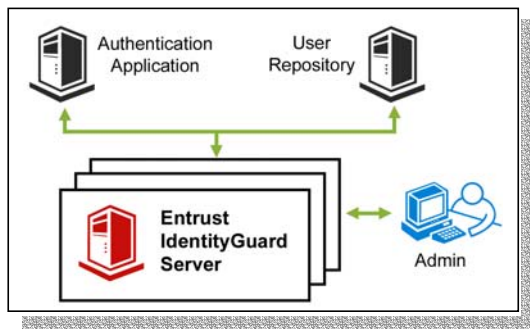 Authentication
Application
User
Repository
Entrust
IdentityGuard
Server
Admin